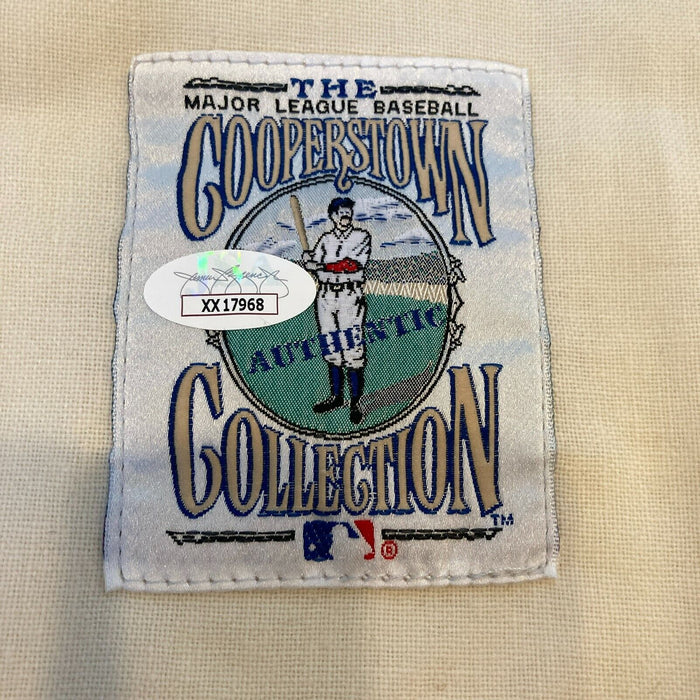 THE
MAJOR LEAGUE BASEBALL
COOPERSTOWN
XX17968
AUTHENTIC
COLLECTION
TM
®